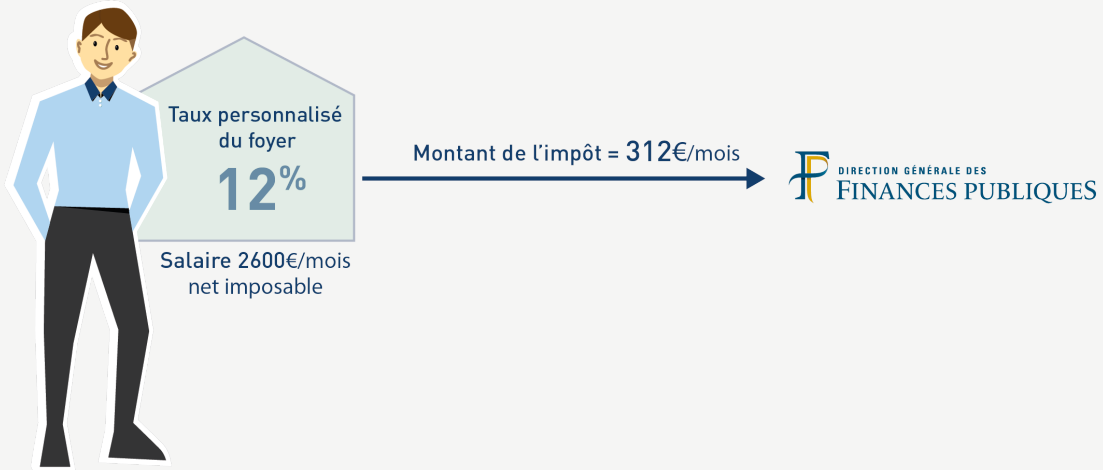 Taux personnalisé
du foyer
12%
Salaire 2600€/mois
net imposable
Montant de l’impôt = 312€/mois
DIRECTION GÉNÉRALE DES
FINANCES PUBLIQUES